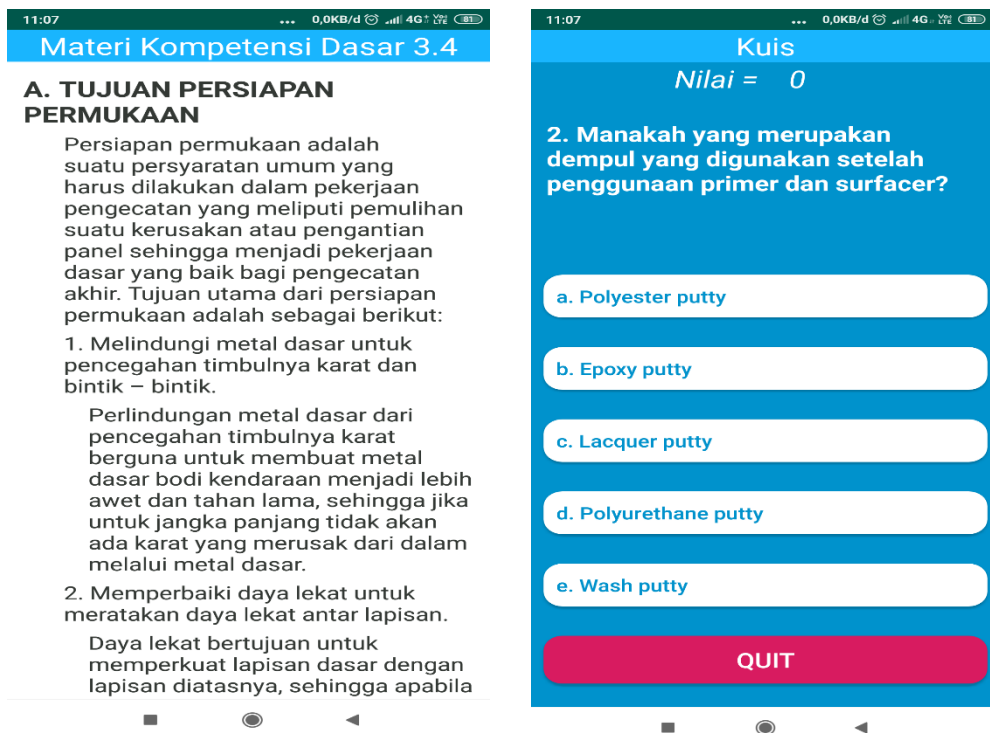 11:07
... 0,0KB/d 4G VoLTE 81
Materi Kompetensi Dasar 3.4
A. TUJUAN PERSIAPAN
PERMUKAAN
Persiapan permukaan adalah
suatu persyaratan umum yang
harus dilakukan dalam pekerjaan
pengecatan yang meliputi pemulihan
suatu kerusakan atau pengantian
panel sehingga menjadi pekerjaan
dasar yang baik bagi pengecatan
akhir. Tujuan utama dari persiapan
permukaan adalah sebagai berikut:
1. Melindungi metal dasar untuk
pencegahan timbulnya karat dan
bintik – bintik.
Perlindungan metal dasar dari
pencegahan timbulnya karat
berguna untuk membuat metal
dasar bodi kendaraan menjadi lebih
awet dan tahan lama, sehingga jika
untuk jangka panjang tidak akan
ada karat yang merusak dari dalam
melalui metal dasar.
2. Memperbaiki daya lekat untuk
meratakan daya lekat antar lapisan.
Daya lekat bertujuan untuk
memperkuat lapisan dasar dengan
lapisan diatasnya, sehingga apabila
11:07
... 0,0KB/d 4G VoLTE 81
Kuis
Nilai = 0
2. Manakah yang merupakan
dempul yang digunakan setelah
penggunaan primer dan surfacer?
a. Polyester putty
b. Epoxy putty
c. Lacquer putty
d. Polyurethane putty
e. Wash putty
QUIT